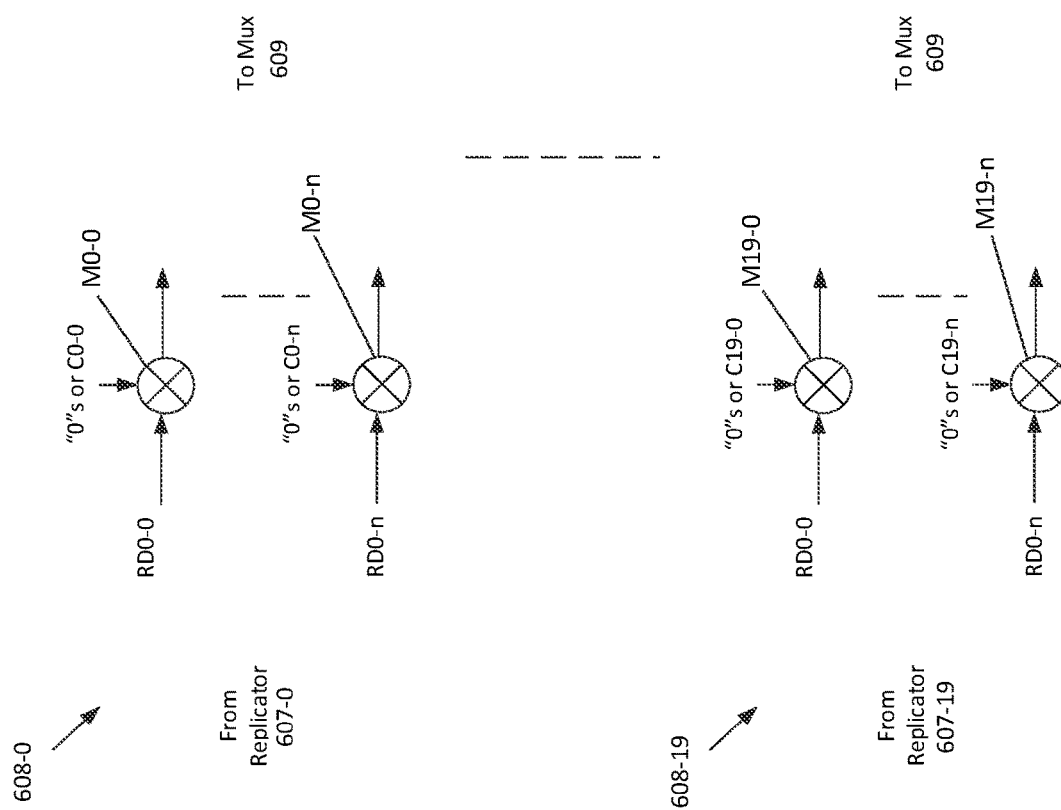 608-0
From
Replicator
607-0
RD0-0
"0"s or C0-0
M0-0
RD0-n
"0"s or C0-n
M0-n
To Mux
609
608-19
From
Replicator
607-19
RD0-0
"0"s or C19-0
M19-0
RD0-n
"0"s or C19-n
M19-n
To Mux
609